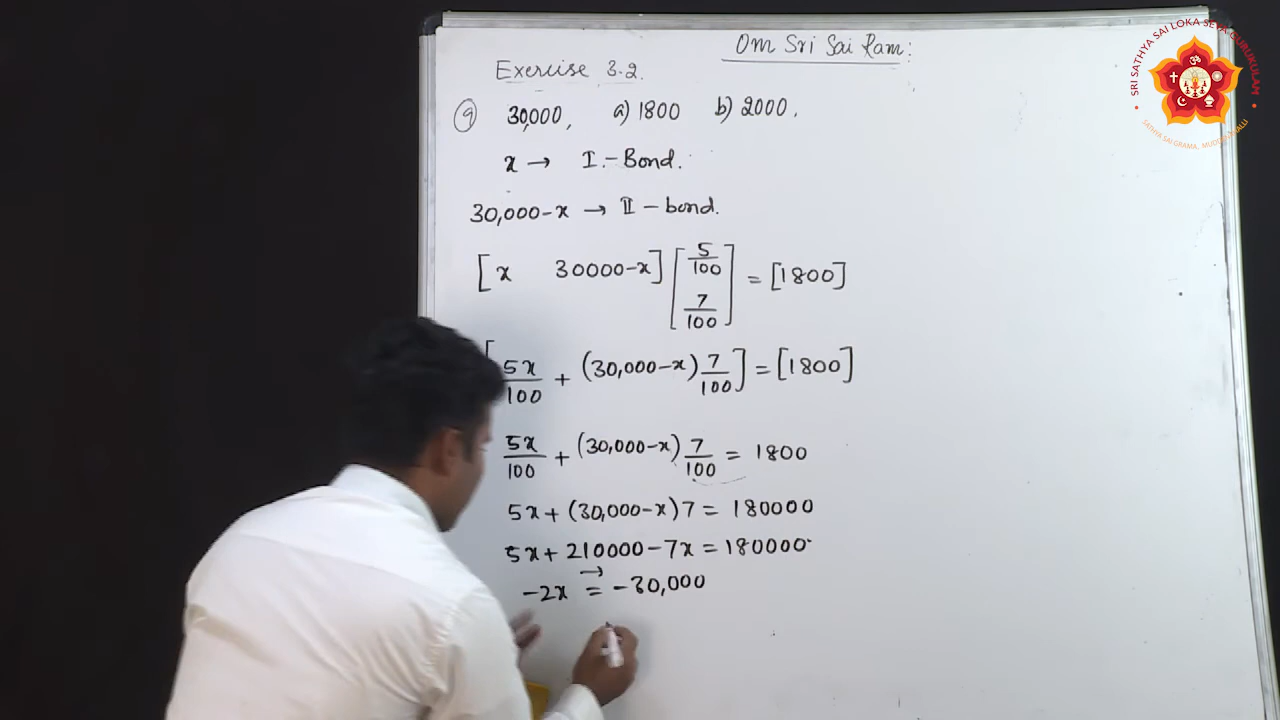 Om Sri Sai Ram:
Exercise 3.2.
9) 30,000, a) 1800 b) 2000.
x → I - Bond.
30,000-x → II - bond.
[x 30000-x] [5/100 7/100] = [1800]
[5x/100 + (30,000-x) 7/100] = [1800]
5x/100 + (30,000-x) 7/100 = 1800
5x + (30,000-x)7 = 180000
5x + 210000 - 7x = 180000
→
-2x = -30,000
SRI SATHYA SAI LOKA SEVA GURUKULAM
SATHYA SAI GRAMA,